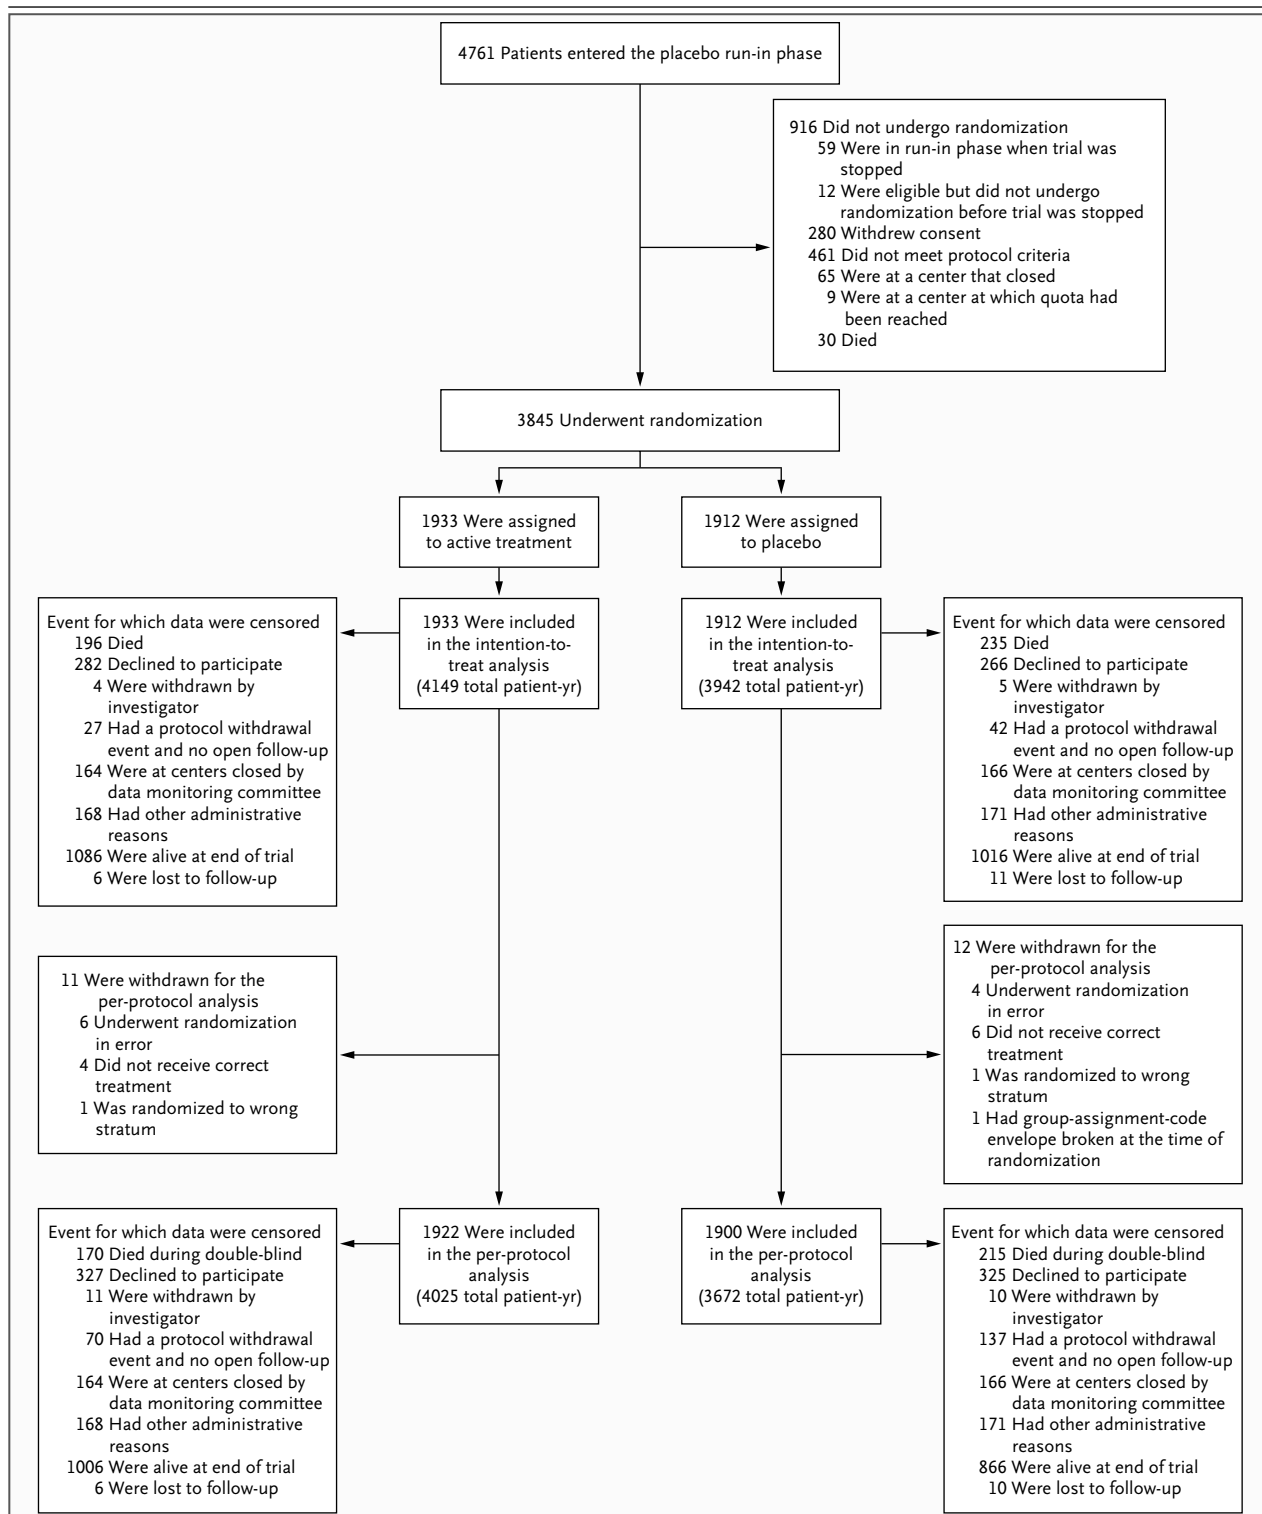 4761 Patients entered the placebo run-in phase
916 Did not undergo randomization
59 Were in run-in phase when trial was
stopped
12 Were eligible but did not undergo
randomization before trial was stopped
280 Withdrew consent
461 Did not meet protocol criteria
65 Were at a center that closed
9 Were at a center at which quota had
been reached
30 Died
3845 Underwent randomization
1933 Were assigned
to active treatment
1912 Were assigned
to placebo
Event for which data were censored
196 Died
282 Declined to participate
4 Were withdrawn by
investigator
27 Had a protocol withdrawal
event and no open follow-up
164 Were at centers closed by
data monitoring committee
168 Had other administrative
reasons
1086 Were alive at end of trial
6 Were lost to follow-up
1933 Were included
in the intention-to-
treat analysis
(4149 total patient-yr)
1912 Were included
in the intention-to-
treat analysis
(3942 total patient-yr)
Event for which data were censored
235 Died
266 Declined to participate
5 Were withdrawn by
investigator
42 Had a protocol withdrawal
event and no open follow-up
166 Were at centers closed by
data monitoring committee
171 Had other administrative
reasons
1016 Were alive at end of trial
11 Were lost to follow-up
11 Were withdrawn for the
per-protocol analysis
6 Underwent randomization
in error
4 Did not receive correct
treatment
1 Was randomized to wrong
stratum
12 Were withdrawn for the
per-protocol analysis
4 Underwent randomization
in error
6 Did not receive correct
treatment
1 Was randomized to wrong
stratum
1 Had group-assignment-code
envelope broken at the time of
randomization
Event for which data were censored
170 Died during double-blind
327 Declined to participate
11 Were withdrawn by
investigator
70 Had a protocol withdrawal
event and no open follow-up
164 Were at centers closed by
data monitoring committee
168 Had other administrative
reasons
1006 Were alive at end of trial
6 Were lost to follow-up
1922 Were included
in the per-protocol
analysis
(4025 total patient-yr)
1900 Were included
in the per-protocol
analysis
(3672 total patient-yr)
Event for which data were censored
215 Died during double-blind
325 Declined to participate
10 Were withdrawn by
investigator
137 Had a protocol withdrawal
event and no open follow-up
166 Were at centers closed by
data monitoring committee
171 Had other administrative
reasons
866 Were alive at end of trial
10 Were lost to follow-up